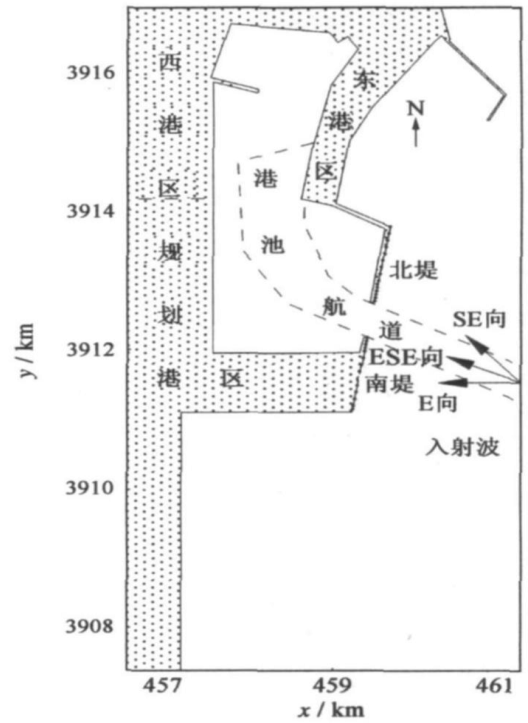 3916
3914
3912
3910
3908
y / km
457
459
461
x / km
西港区
规划港区
东港区
N
港池
航道
北堤
南堤
SE向
ESE向
E向
入射波